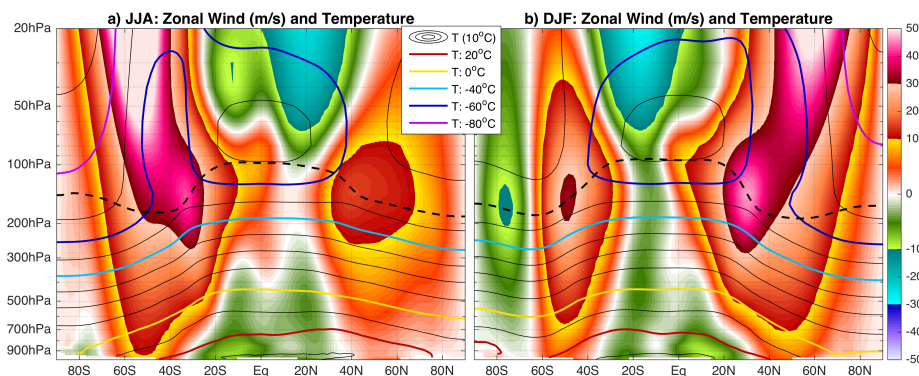 a) JJA: Zonal Wind (m/s) and Temperature
b) DJF: Zonal Wind (m/s) and Temperature
20hPa
50hPa
100hPa
200hPa
300hPa
500hPa
700hPa
900hPa
80S 60S 40S 20S Eq 20N 40N 60N 80N
T (10°C)
T: 20°C
T: 0°C
T: -40°C
T: -60°C
T: -80°C
80S 60S 40S 20S Eq 20N 40N 60N 80N
50
40
30
20
10
0
-10
-20
-30
-40
-50